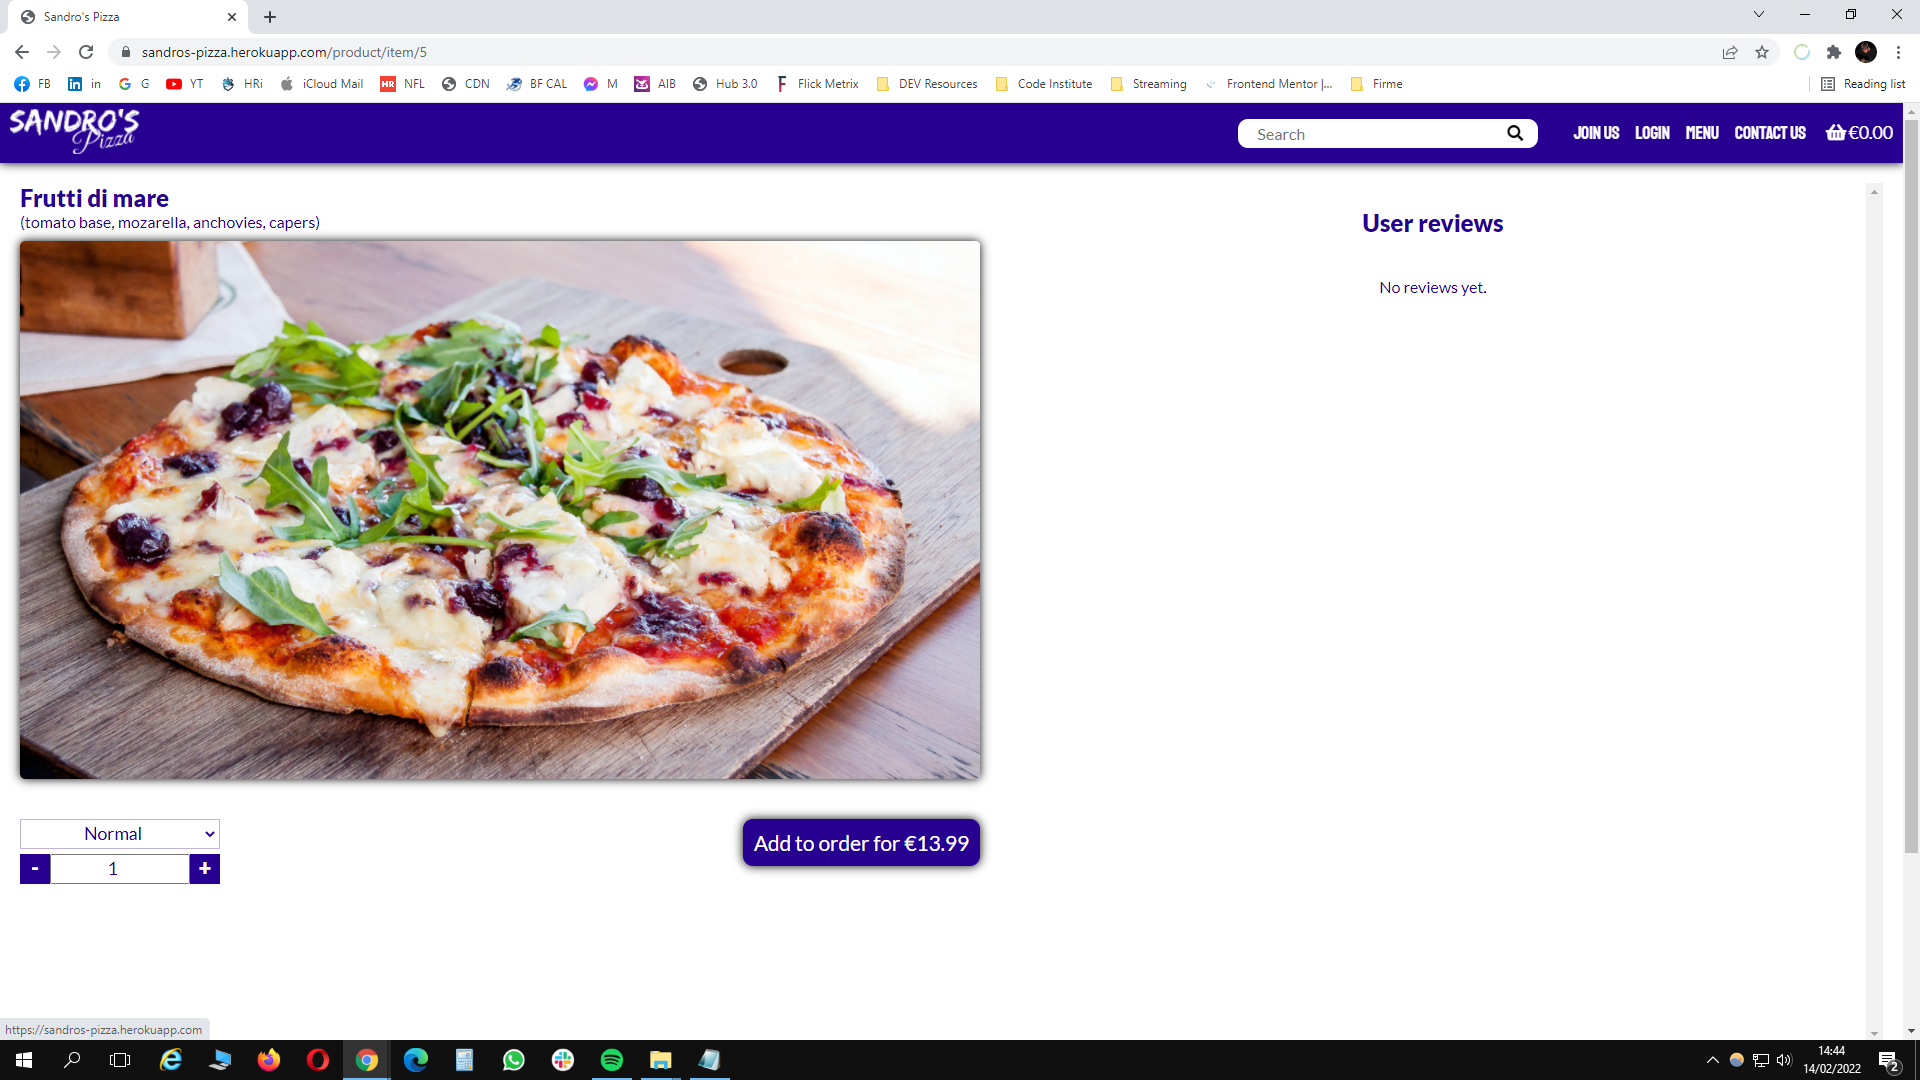 Sandro's Pizza
sandros-pizza.herokuapp.com/product/item/5
FB in G YT HRi iCloud Mail NFL CDN BF CAL M AIB Hub 3.0 Flick Metrix DEV Resources Code Institute Streaming Frontend Mentor |... Firme Reading list
SANDRO'S
Pizza
Search
JOIN US LOGIN MENU CONTACT US €0.00
Frutti di mare
(tomato base, mozarella, anchovies, capers)
User reviews
No reviews yet.
Normal
- 1 +
Add to order for €13.99
https://sandros-pizza.herokuapp.com
14:44
14/02/2022
2